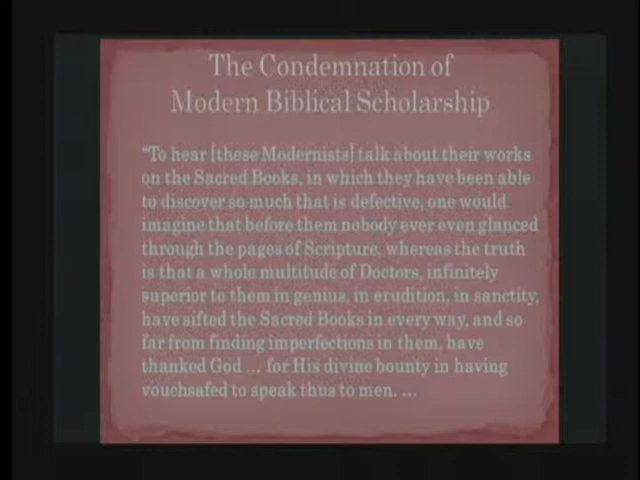 The Condemnation of
Modern Biblical Scholarship
“To hear [these Modernists] talk about their works
on the Sacred Books, in which they have been able
to discover so much that is defective, one would
imagine that before them nobody ever even glanced
through the pages of Scripture, whereas the truth
is that a whole multitude of Doctors, infinitely
superior to them in genius, in erudition, in sanctity,
have sifted the Sacred Books in every way, and so
far from finding imperfections in them, have
thanked God ... for His divine bounty in having
vouchsafed to speak thus to men. ...